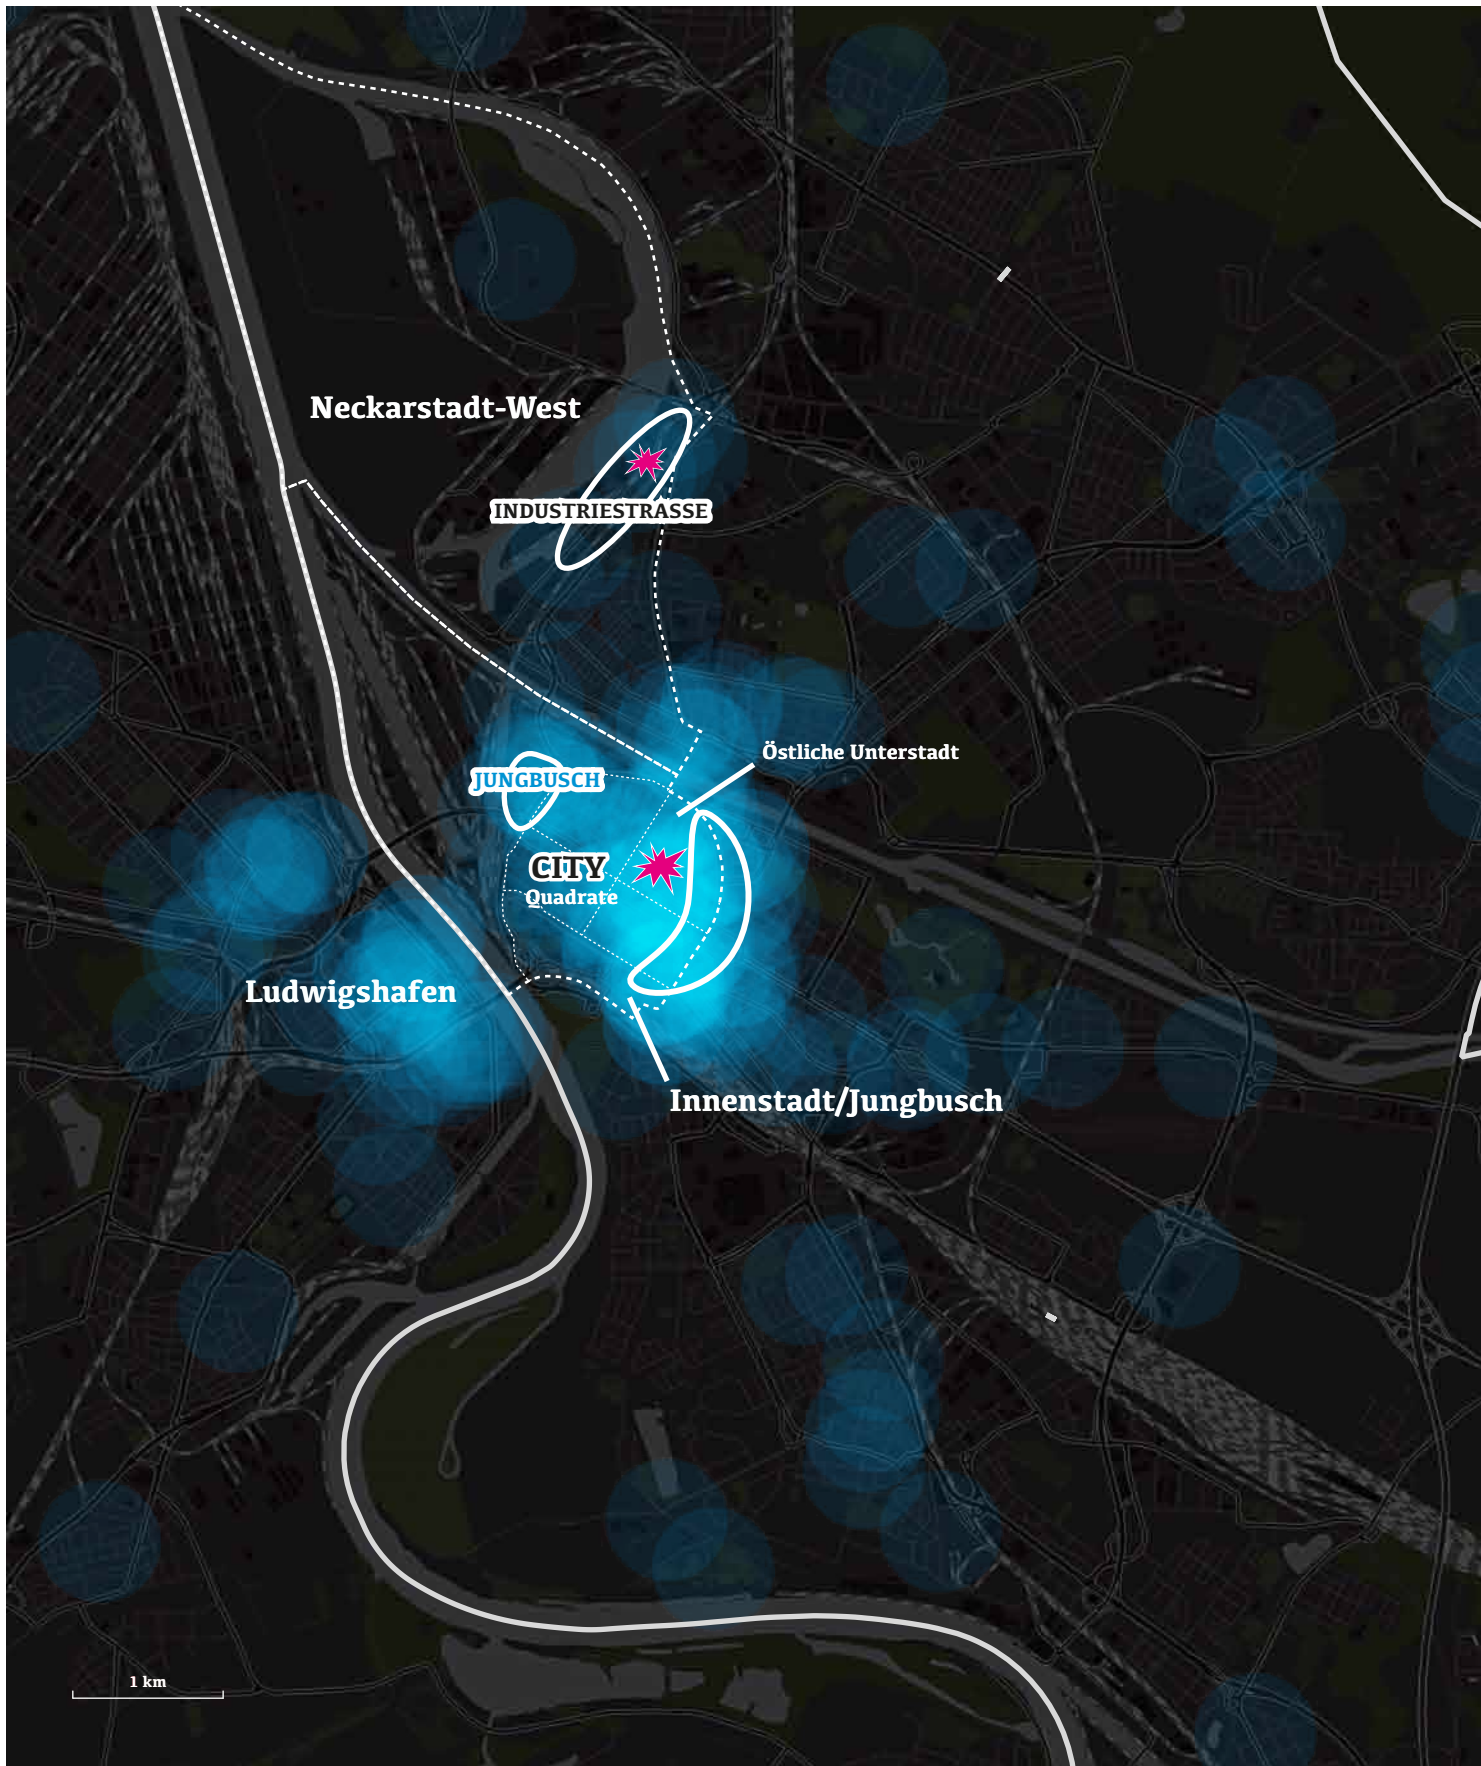 Neckarstadt-West
INDUSTRIESTRASSE
Östliche Unterstadt
JUNGBUSCH
CITY
Quadrate
Ludwigshafen
Innenstadt/Jungbusch
1 km